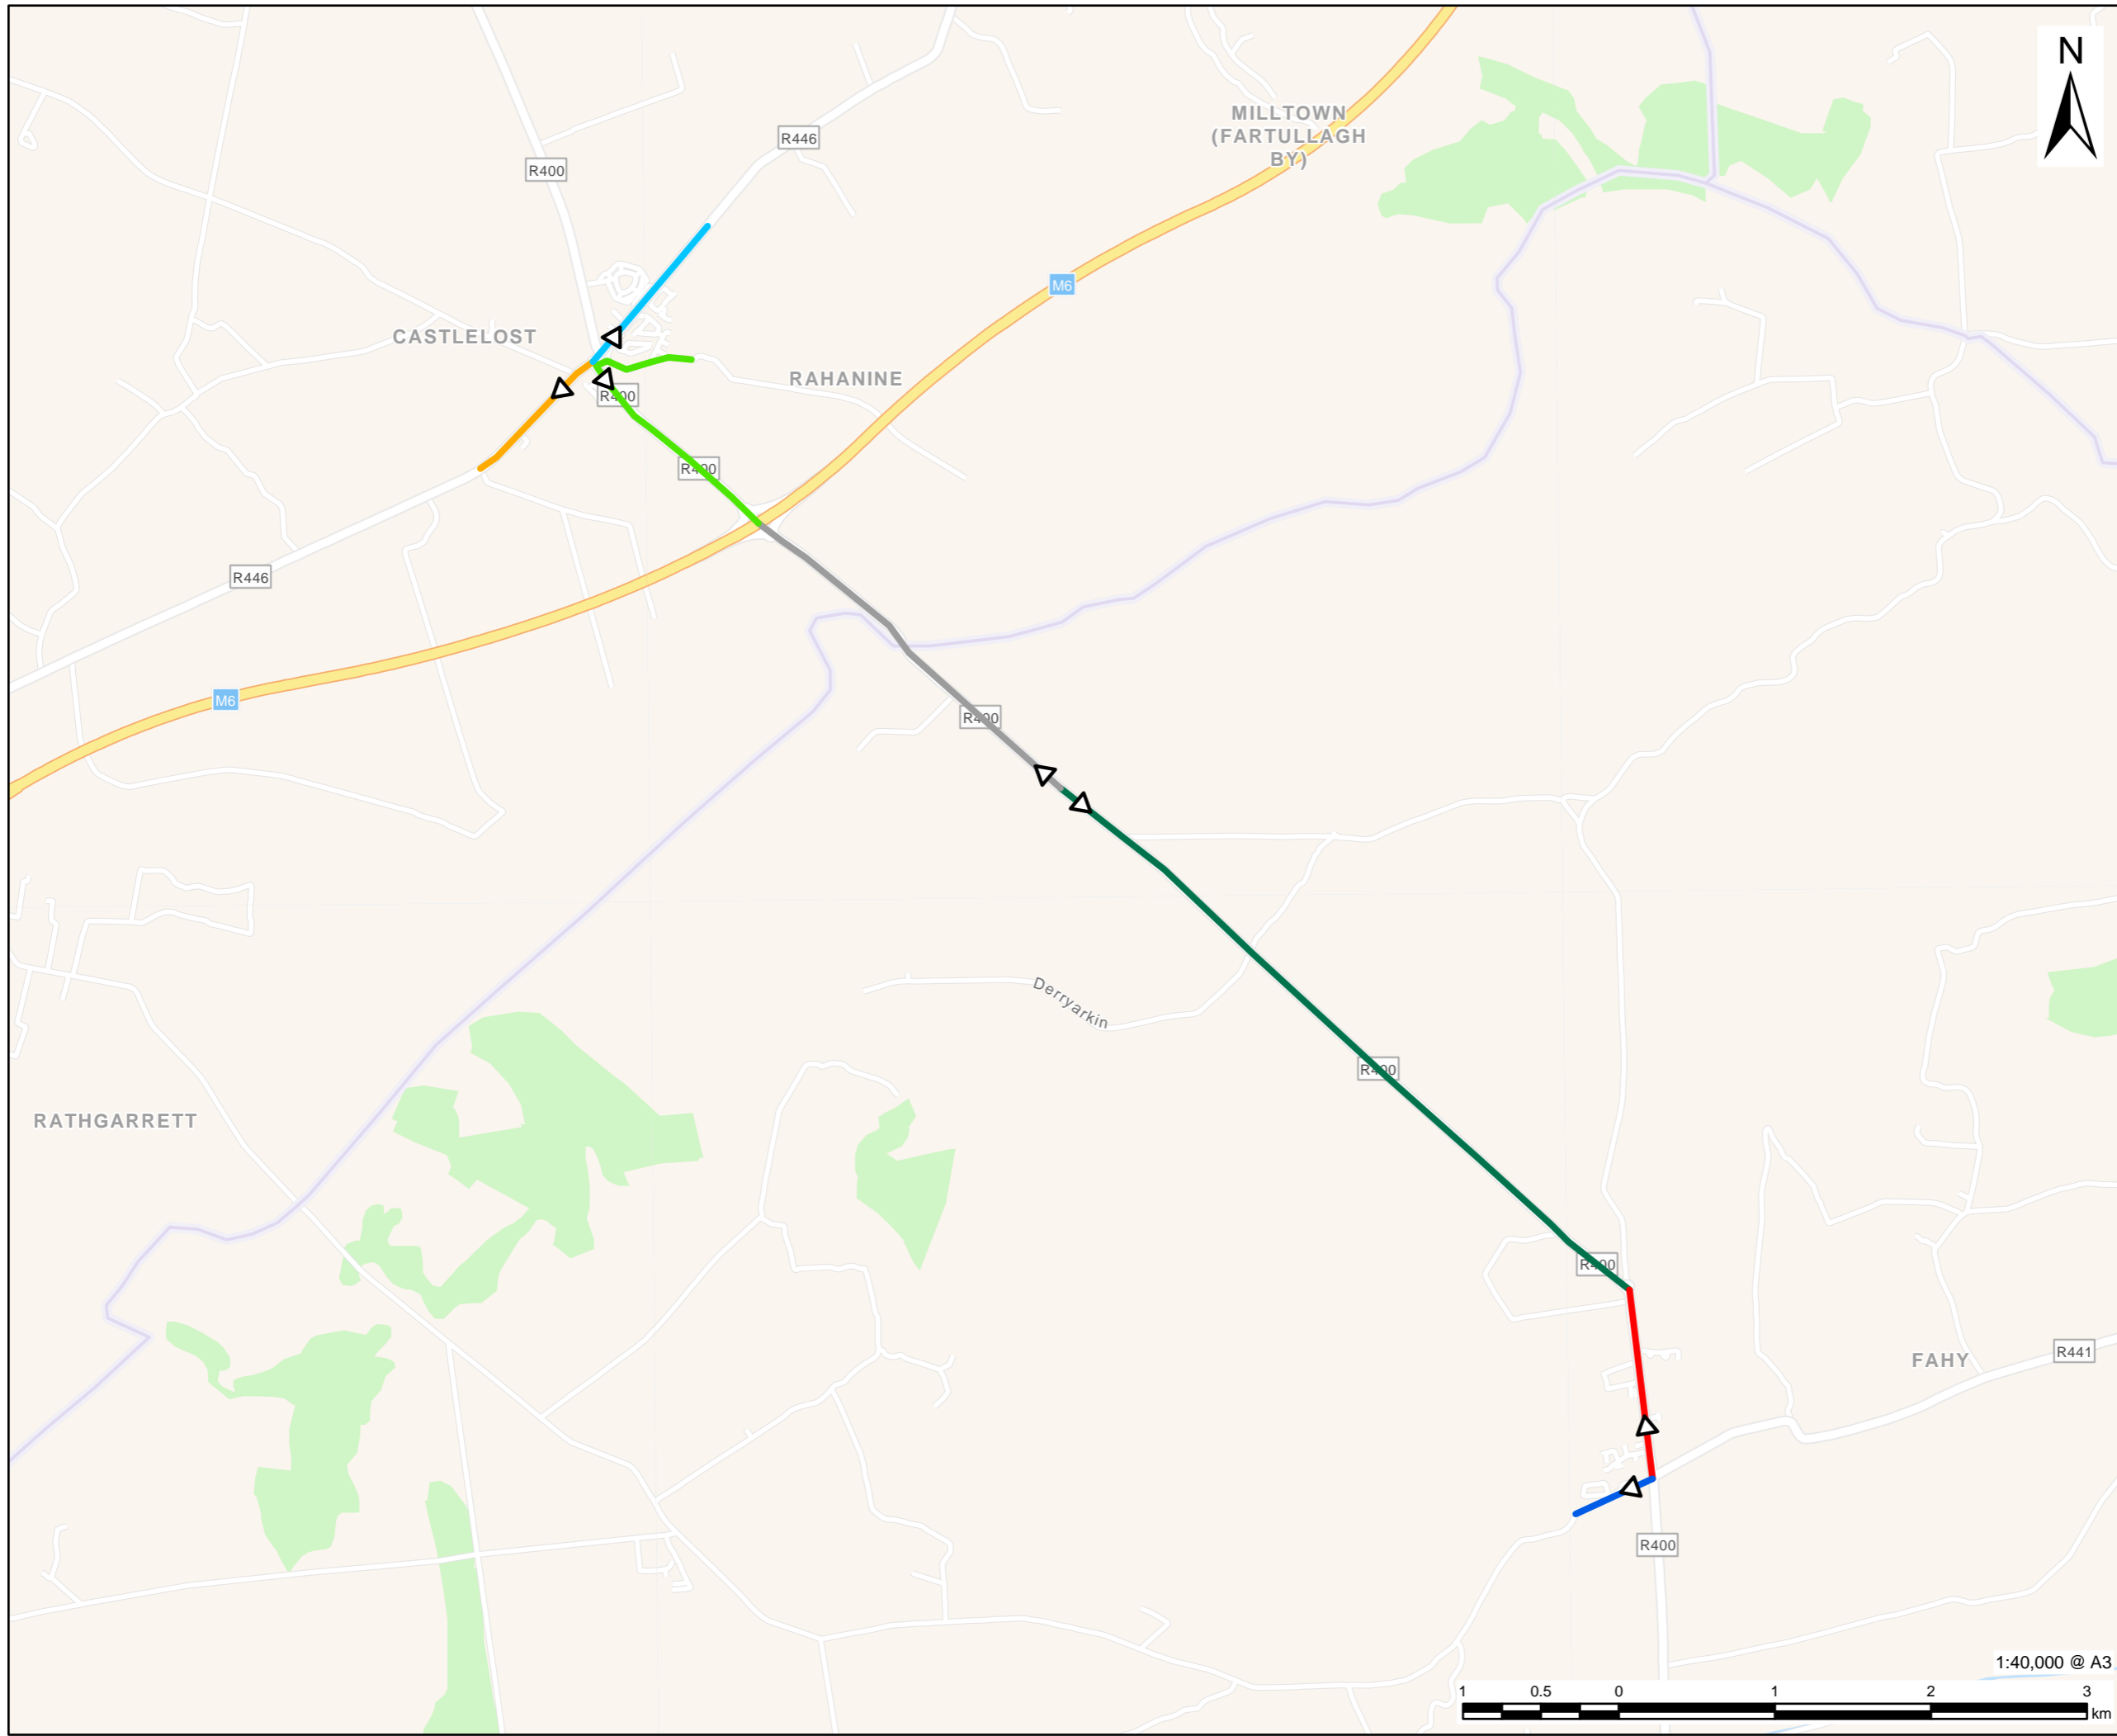 N
MILLTOWN
(FARTULLAGH
BY)
R446
R400
M6
CASTLELOST
RAHANINE
R400
R400
R446
M6
R400
Derryarkin
R400
RATHGARRETT
R400
R441
FAHY
R400
1:40,000 @ A3
1 0.5 0 1 2 3
km